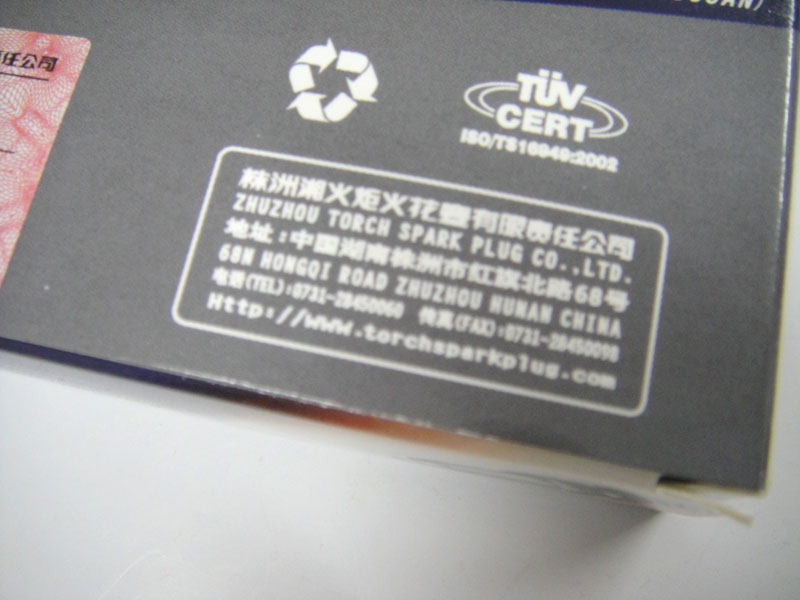 任公司
TÜV
CERT
ISO/TS16949:2002
株洲湘火炬火花塞有限责任公司
ZHUZHOU TORCH SPARK PLUG CO.,LTD.
地址:中国湖南株洲市红旗北路68号
68N HONGQI ROAD ZHUZHOU HUNAN CHINA
电话(TEL):0731-28450060 传真(FAX):0731-28450098
Http://www.torchsparkplug.com